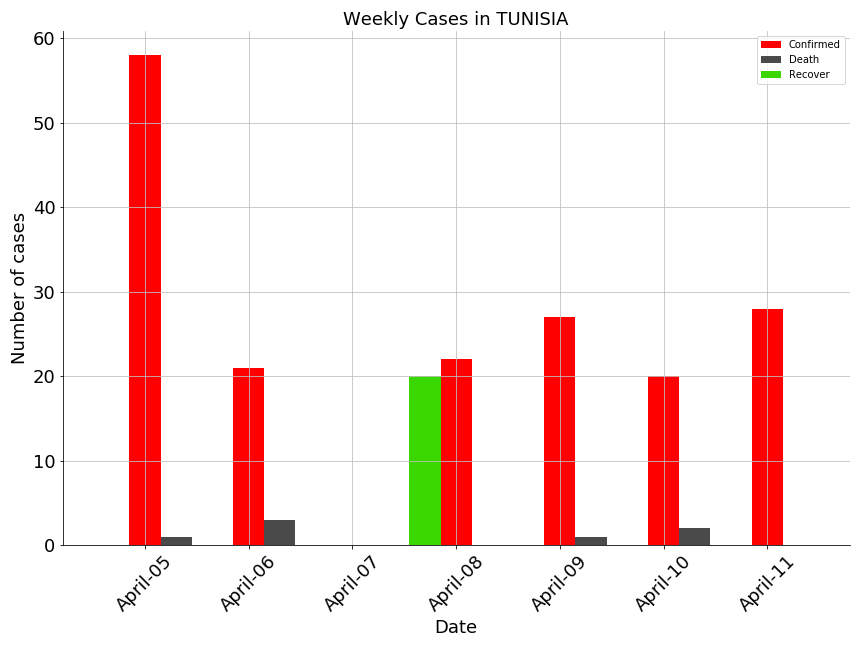 Weekly Cases in TUNISIA
Confirmed
Death
Recover
Number of cases
60
50
40
30
20
10
0
April-05
April-06
April-07
April-08
April-09
April-10
April-11
Date